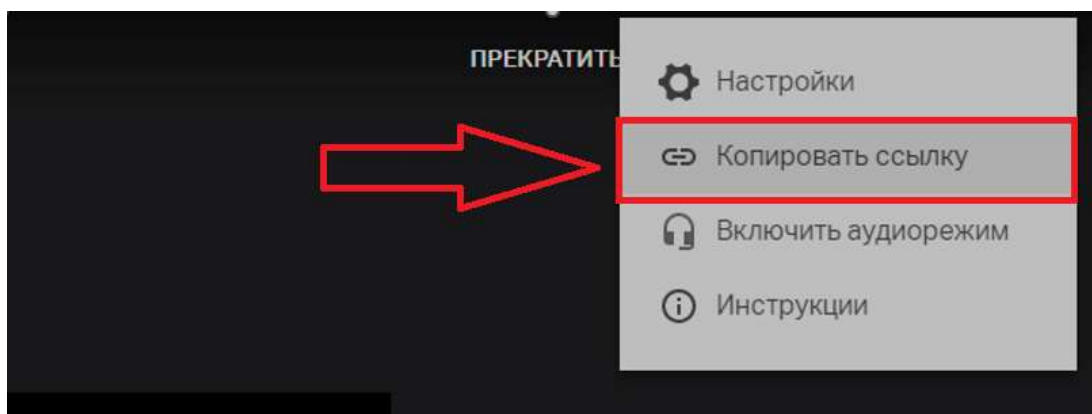 ПРЕКРАТИТЬ
Настройки
Копировать ссылку
Включить аудиорежим
Инструкции